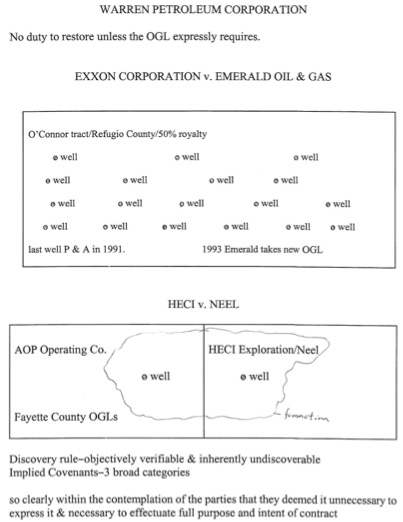 WARREN PETROLEUM CORPORATION
No duty to restore unless the OGL expressly requires.
EXXON CORPORATION v. EMERALD OIL & GAS
O'Connor tract/Refugio County/50% royalty
well well well
well well well well
well well well well well
well well well well well well
last well P & A in 1991. 1993 Emerald takes new OGL
HECI v. NEEL
AOP Operating Co. HECI Exploration/Neel
well well
Fayette County OGLs formation
Discovery rule–objectively verifiable & inherently undiscoverable
Implied Covenants–3 broad categories
so clearly within the contemplation of the parties that they deemed it unnecessary to
express it & necessary to effectuate full purpose and intent of contract